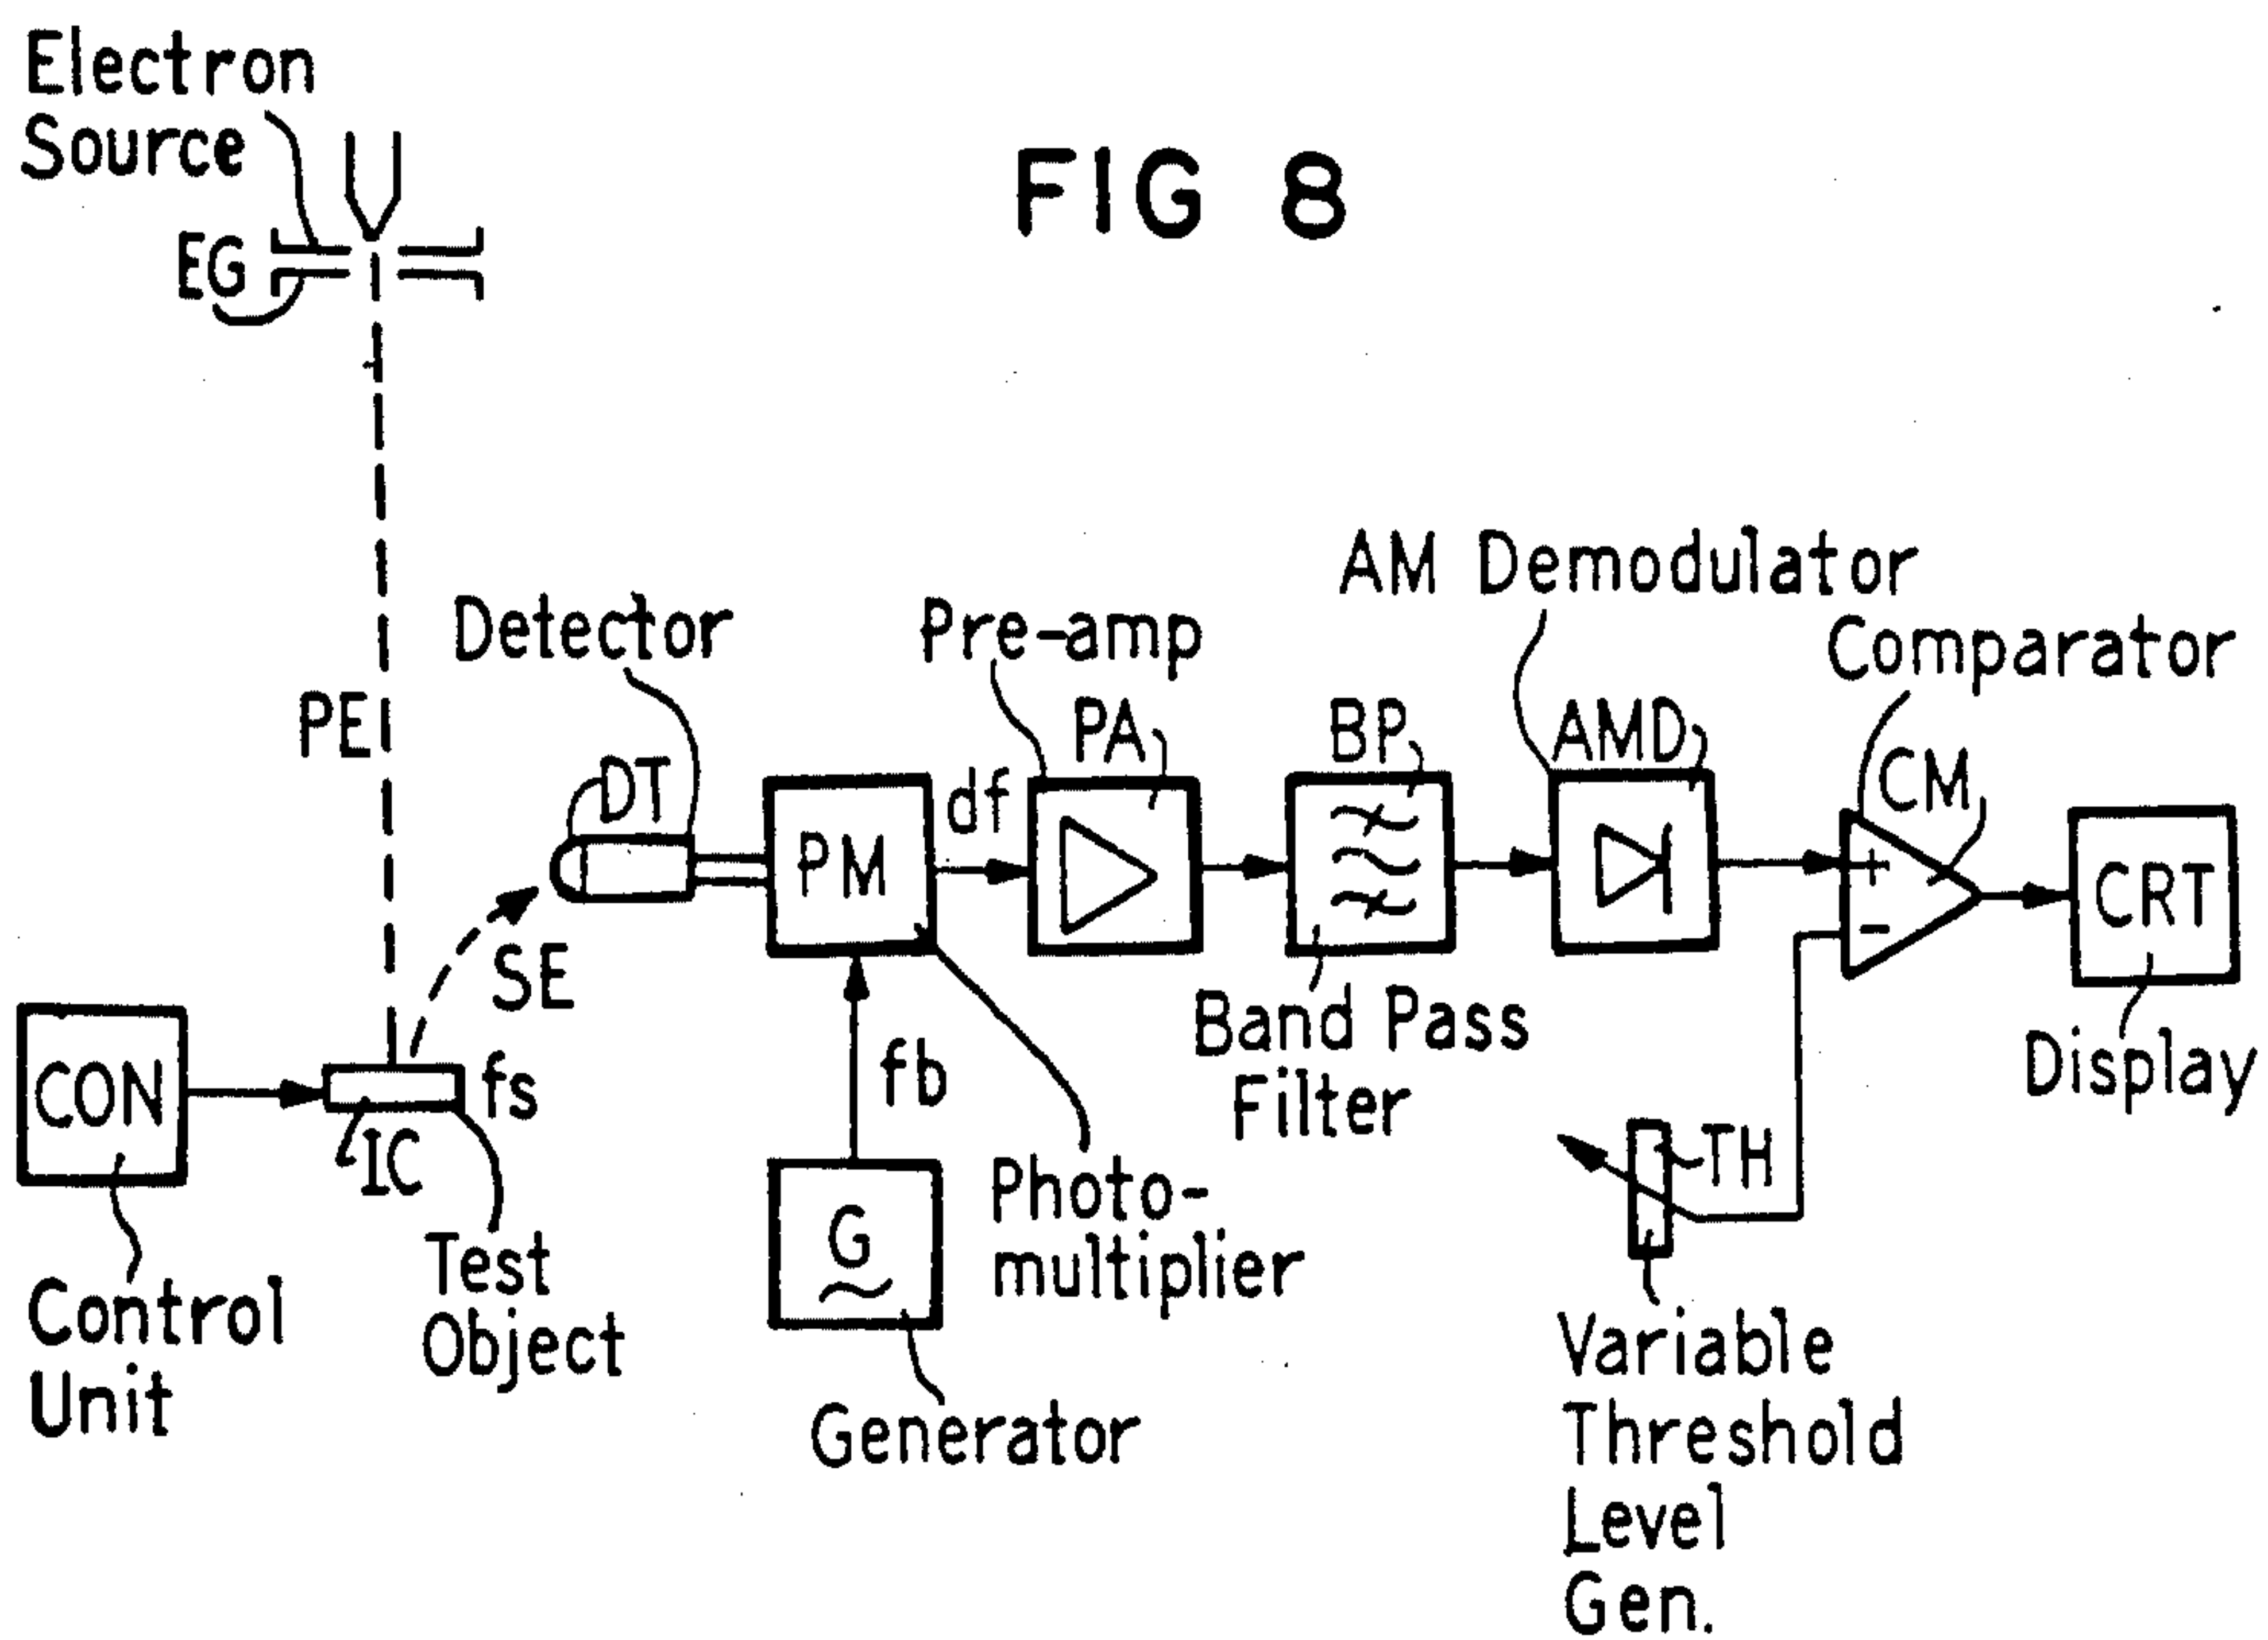 Electron
Source
FIG 8
EG
AM Demodulator
Detector
Pre-amp
Comparator
PE
PA
BP
AMD
CM
DT
df
PM
CRT
+
-
SE
Band Pass
Filter
Display
CON
fs
fb
IC
TH
Photo-
multiplier
G
Test
Object
Control
Unit
Generator
Variable
Threshold
Level
Gen.